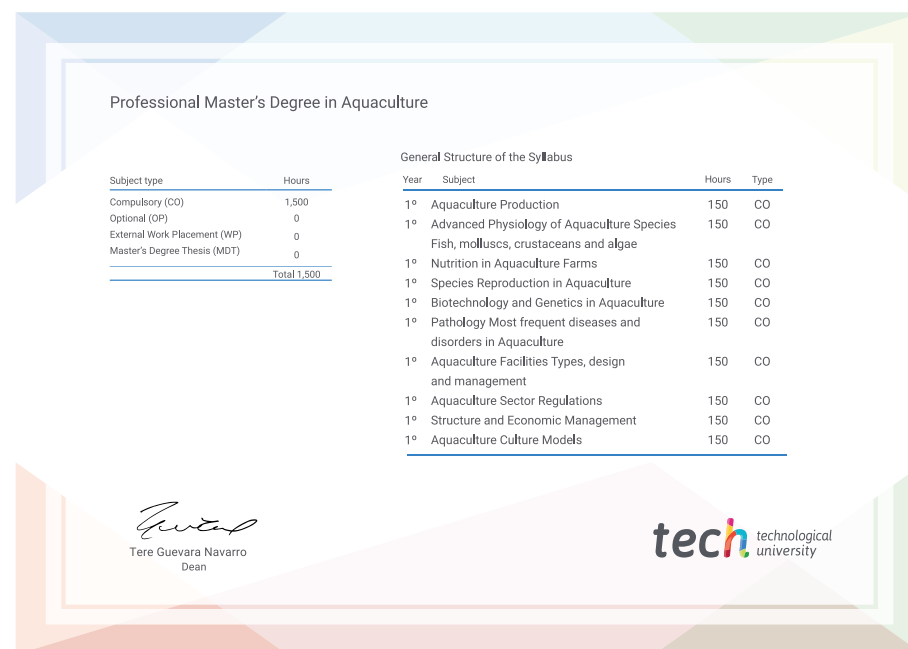 Professional Master's Degree in Aquaculture
Subject type Hours
Compulsory (CO) 1,500
Optional (OP) 0
External Work Placement (WP) 0
Master's Degree Thesis (MDT) 0
Total 1,500
General Structure of the Syllabus
Year Subject Hours Type
1º Aquaculture Production 150 CO
1º Advanced Physiology of Aquaculture Species 150 CO
Fish, molluscs, crustaceans and algae
1º Nutrition in Aquaculture Farms 150 CO
1º Species Reproduction in Aquaculture 150 CO
1º Biotechnology and Genetics in Aquaculture 150 CO
1º Pathology Most frequent diseases and 150 CO
disorders in Aquaculture
1º Aquaculture Facilities Types, design 150 CO
and management
1º Aquaculture Sector Regulations 150 CO
1º Structure and Economic Management 150 CO
1º Aquaculture Culture Models 150 CO
Tere Guevara Navarro
Dean
tech technological
university